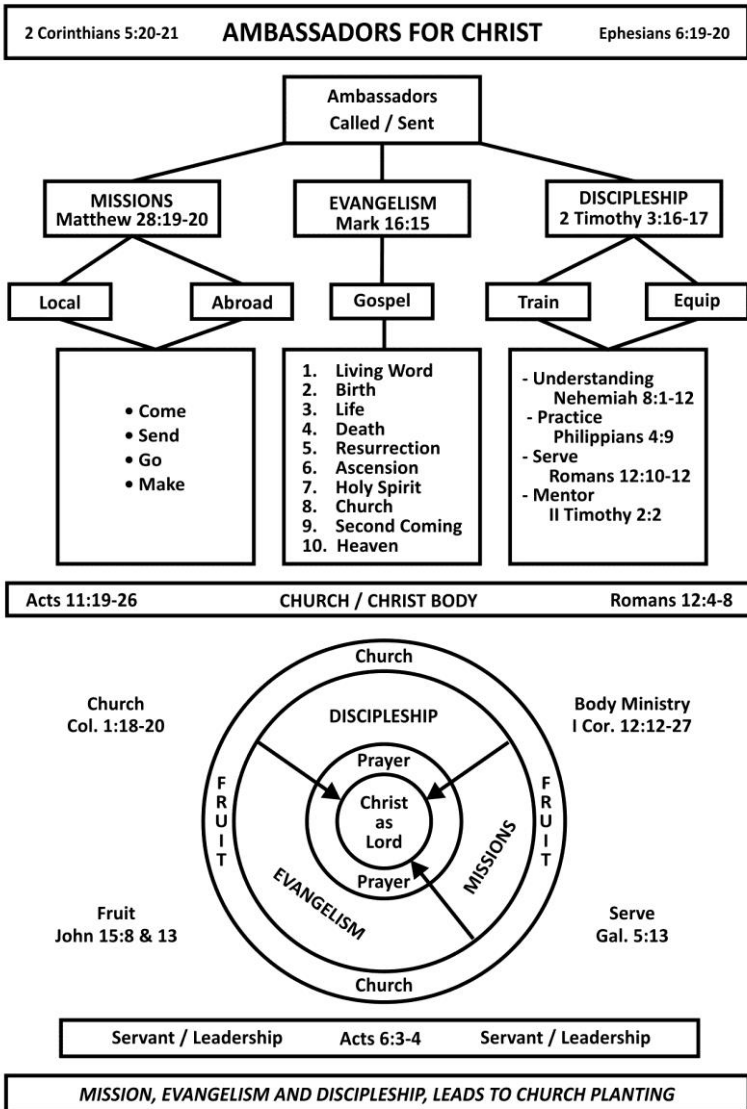 2 Corinthians 5:20-21 AMBASSADORS FOR CHRIST Ephesians 6:19-20
Ambassadors
Called / Sent
MISSIONS
Matthew 28:19-20
EVANGELISM
Mark 16:15
DISCIPLESHIP
2 Timothy 3:16-17
Local
Abroad
Gospel
Train
Equip
• Come
• Send
• Go
• Make
1. Living Word
2. Birth
3. Life
4. Death
5. Resurrection
6. Ascension
7. Holy Spirit
8. Church
9. Second Coming
10. Heaven
- Understanding
Nehemiah 8:1-12
- Practice
Philippians 4:9
- Serve
Romans 12:10-12
- Mentor
II Timothy 2:2
Acts 11:19-26 CHURCH / CHRIST BODY Romans 12:4-8
Church
Col. 1:18-20
Body Ministry
I Cor. 12:12-27
Church
DISCIPLESHIP
Prayer
Christ
as
Lord
Prayer
FRUIT
FRUIT
EVANGELISM
MISSIONS
Church
Fruit
John 15:8 & 13
Serve
Gal. 5:13
Servant / Leadership Acts 6:3-4 Servant / Leadership
MISSION, EVANGELISM AND DISCIPLESHIP, LEADS TO CHURCH PLANTING